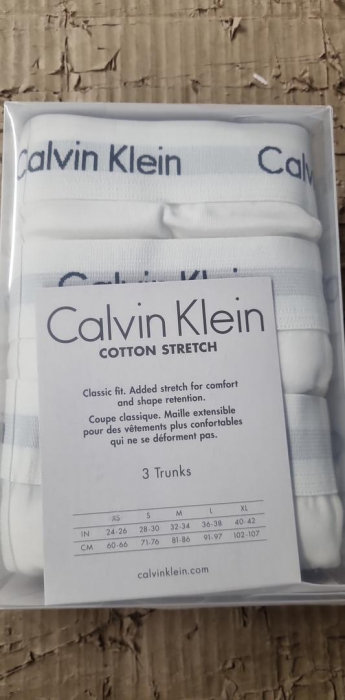 Calvin Klein Cal
Calvin Klein
COTTON STRETCH
Classic fit. Added stretch for comfort
and shape retention.
Coupe classique. Maille extensible
pour des vêtements plus confortables
qui ne se déforment pas.
3 Trunks
XS S M L XL
IN 24-26 28-30 32-34 36-38 40-42
CM 60-66 71-76 81-86 91-97 102-107
calvinklein.com